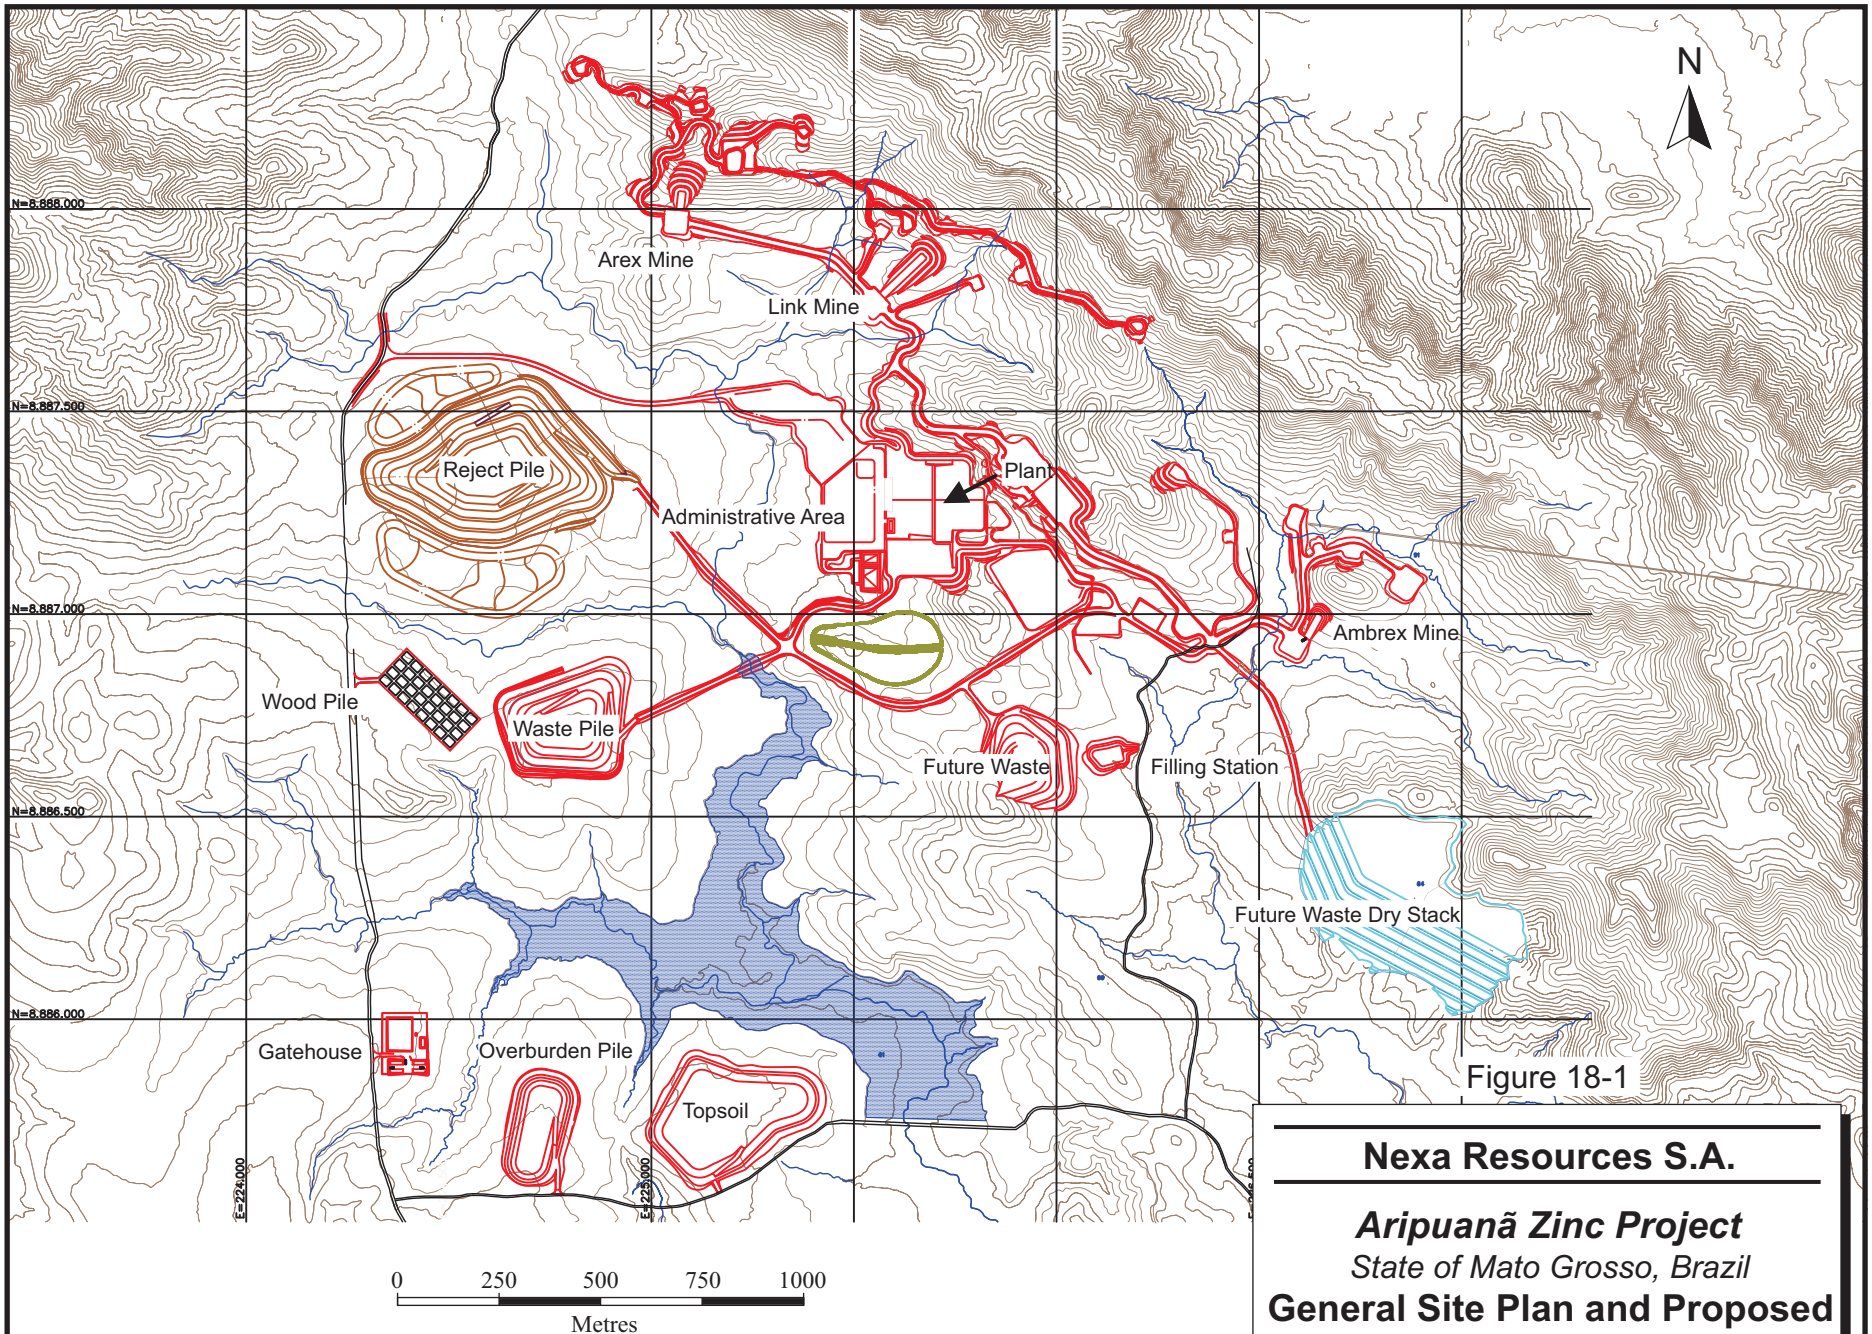 N
N=8.888.000
Arex Mine
Link Mine
N=8.887.500
Reject Pile
Plant
Administrative Area
N=8.887.000
Ambrex Mine
Wood Pile
Waste Pile
Future Waste
Filling Station
N=8.886.500
Future Waste Dry Stack
N=8.886.000
Gatehouse
Overburden Pile
Topsoil
Figure 18-1
E=224.000
E=225.000
0 250 500 750 1000
Metres
Nexa Resources S.A.
Aripuanã Zinc Project
State of Mato Grosso, Brazil
General Site Plan and Proposed